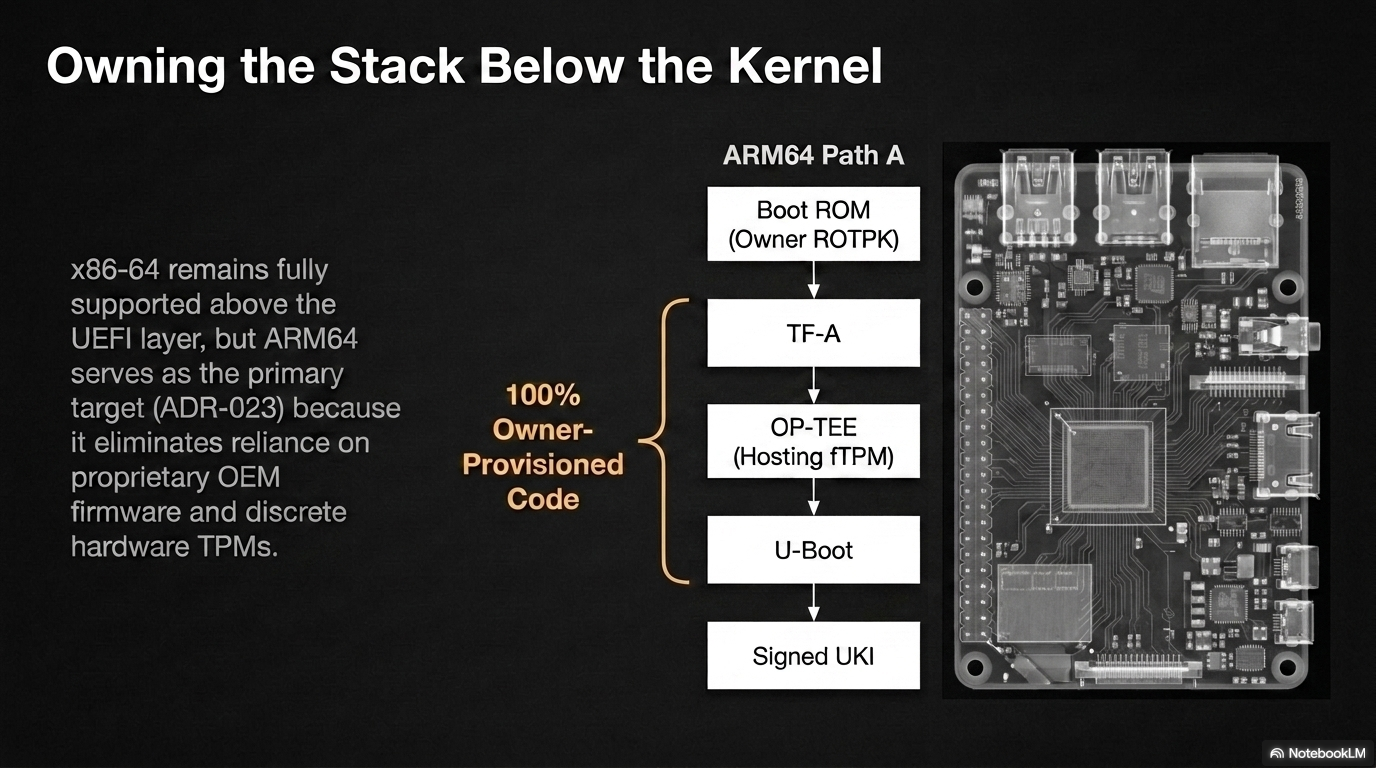 Owning the Stack Below the Kernel
x86-64 remains fully
supported above the
UEFI layer, but ARM64
serves as the primary
target (ADR-023) because
it eliminates reliance on
proprietary OEM
firmware and discrete
hardware TPMs.
100%
Owner-
Provisioned
Code
ARM64 Path A
Boot ROM
(Owner ROTPK)
TF-A
OP-TEE
(Hosting fTPM)
U-Boot
Signed UKI
NotebookLM